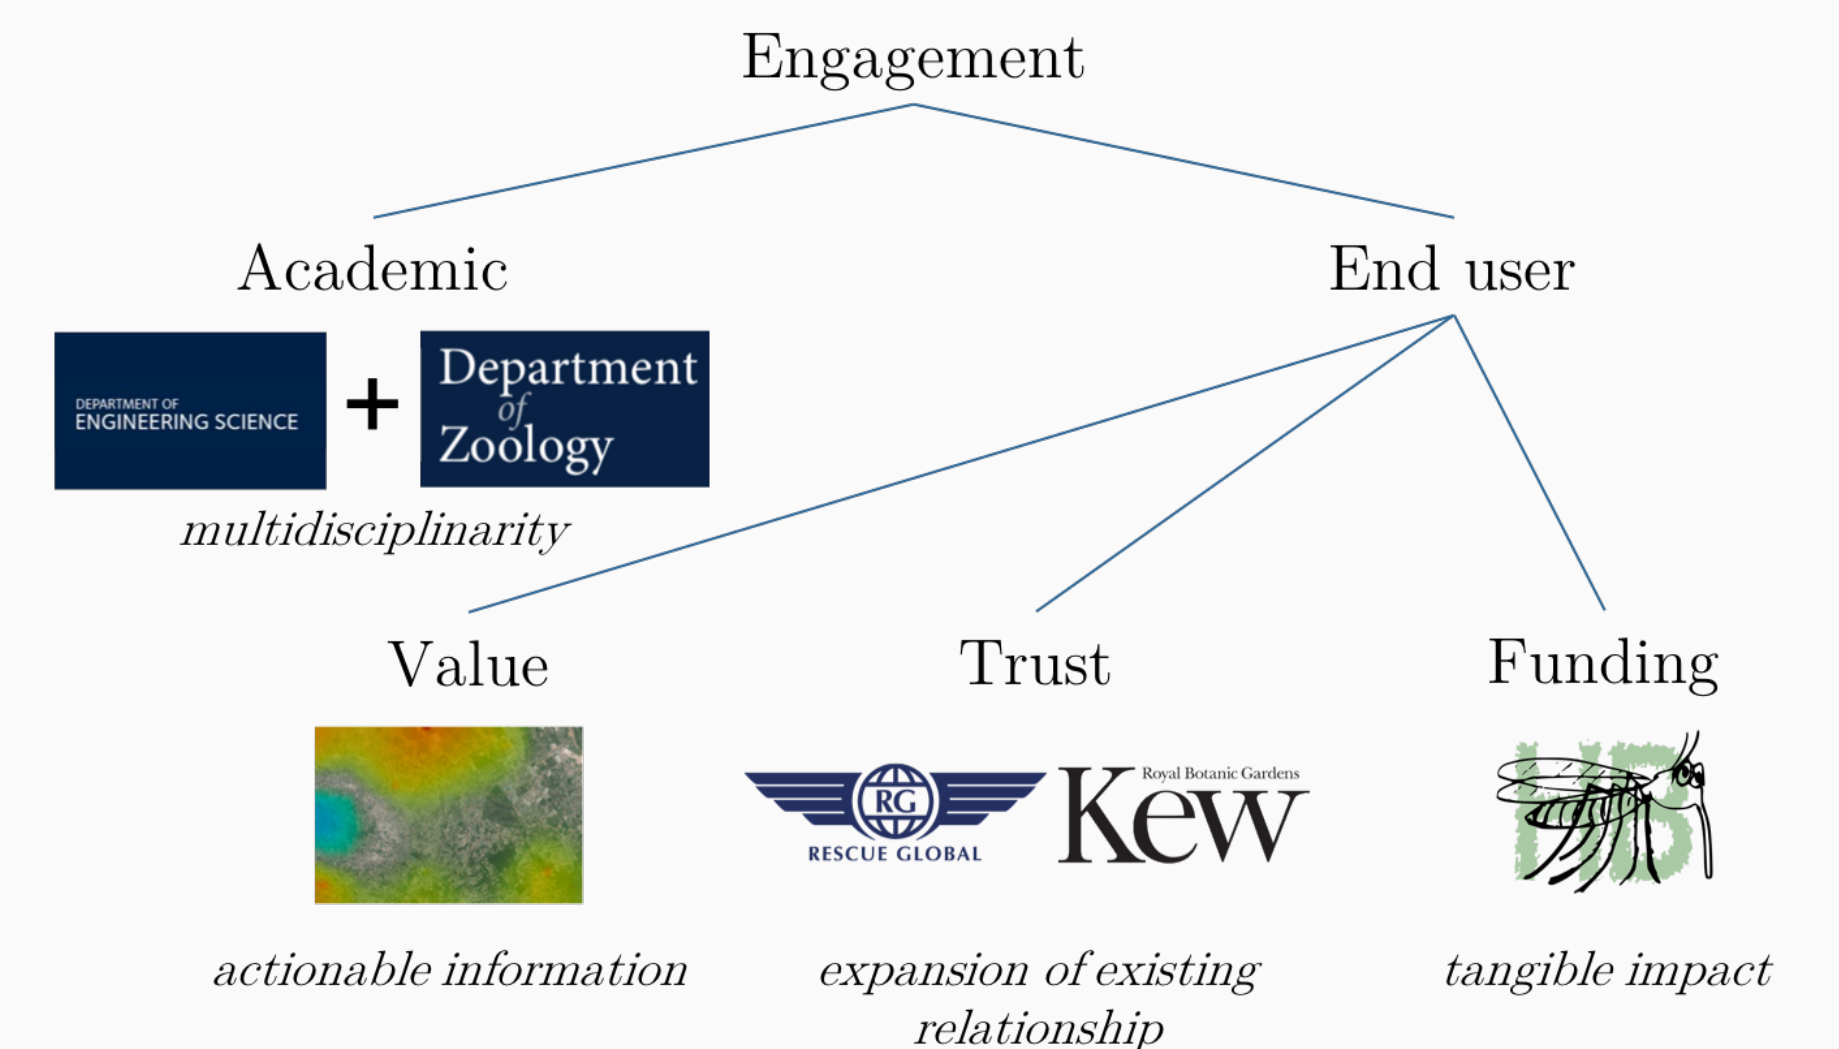 Engagement
Academic
End user
DEPARTMENT OF
ENGINEERING SCIENCE
+
Department
of
Zoology
multidisciplinarity
Value
Trust
Funding
RG
RESCUE GLOBAL
Royal Botanic Gardens
Kew
HB
actionable information
expansion of existing
relationship
tangible impact